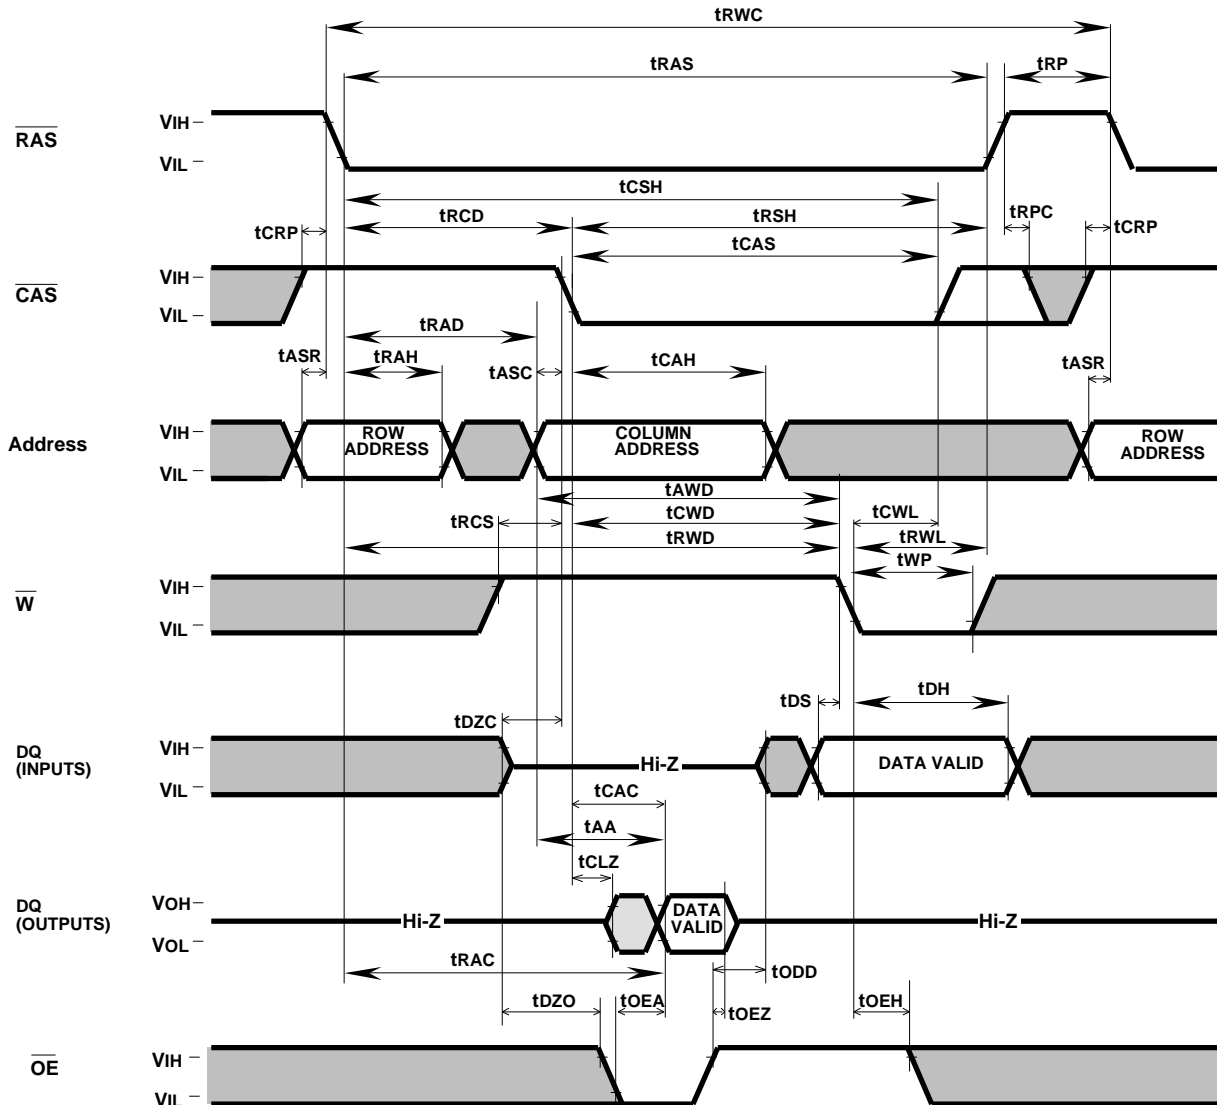 tRWC
tRAS
tRP
RAS
VIH
VIL
tCSH
tRCD
tRSH
tCRP
tRPC
tCRP
tCAS
CAS
VIH
VIL
tRAD
tASR
tRAH
tASC
tCAH
tASR
Address
VIH
VIL
ROW
ADDRESS
COLUMN
ADDRESS
ROW
ADDRESS
tAWD
tRCS
tCWD
tCWL
tRWD
tRWL
tWP
W
VIH
VIL
tDS
tDH
tDZC
DQ
(INPUTS)
VIH
VIL
Hi-Z
DATA VALID
tCAC
tAA
tCLZ
DQ
(OUTPUTS)
VOH
VOL
Hi-Z
DATA
VALID
Hi-Z
tRAC
tODD
tDZO
tOEA
tOEZ
tOEH
OE
VIH
VIL